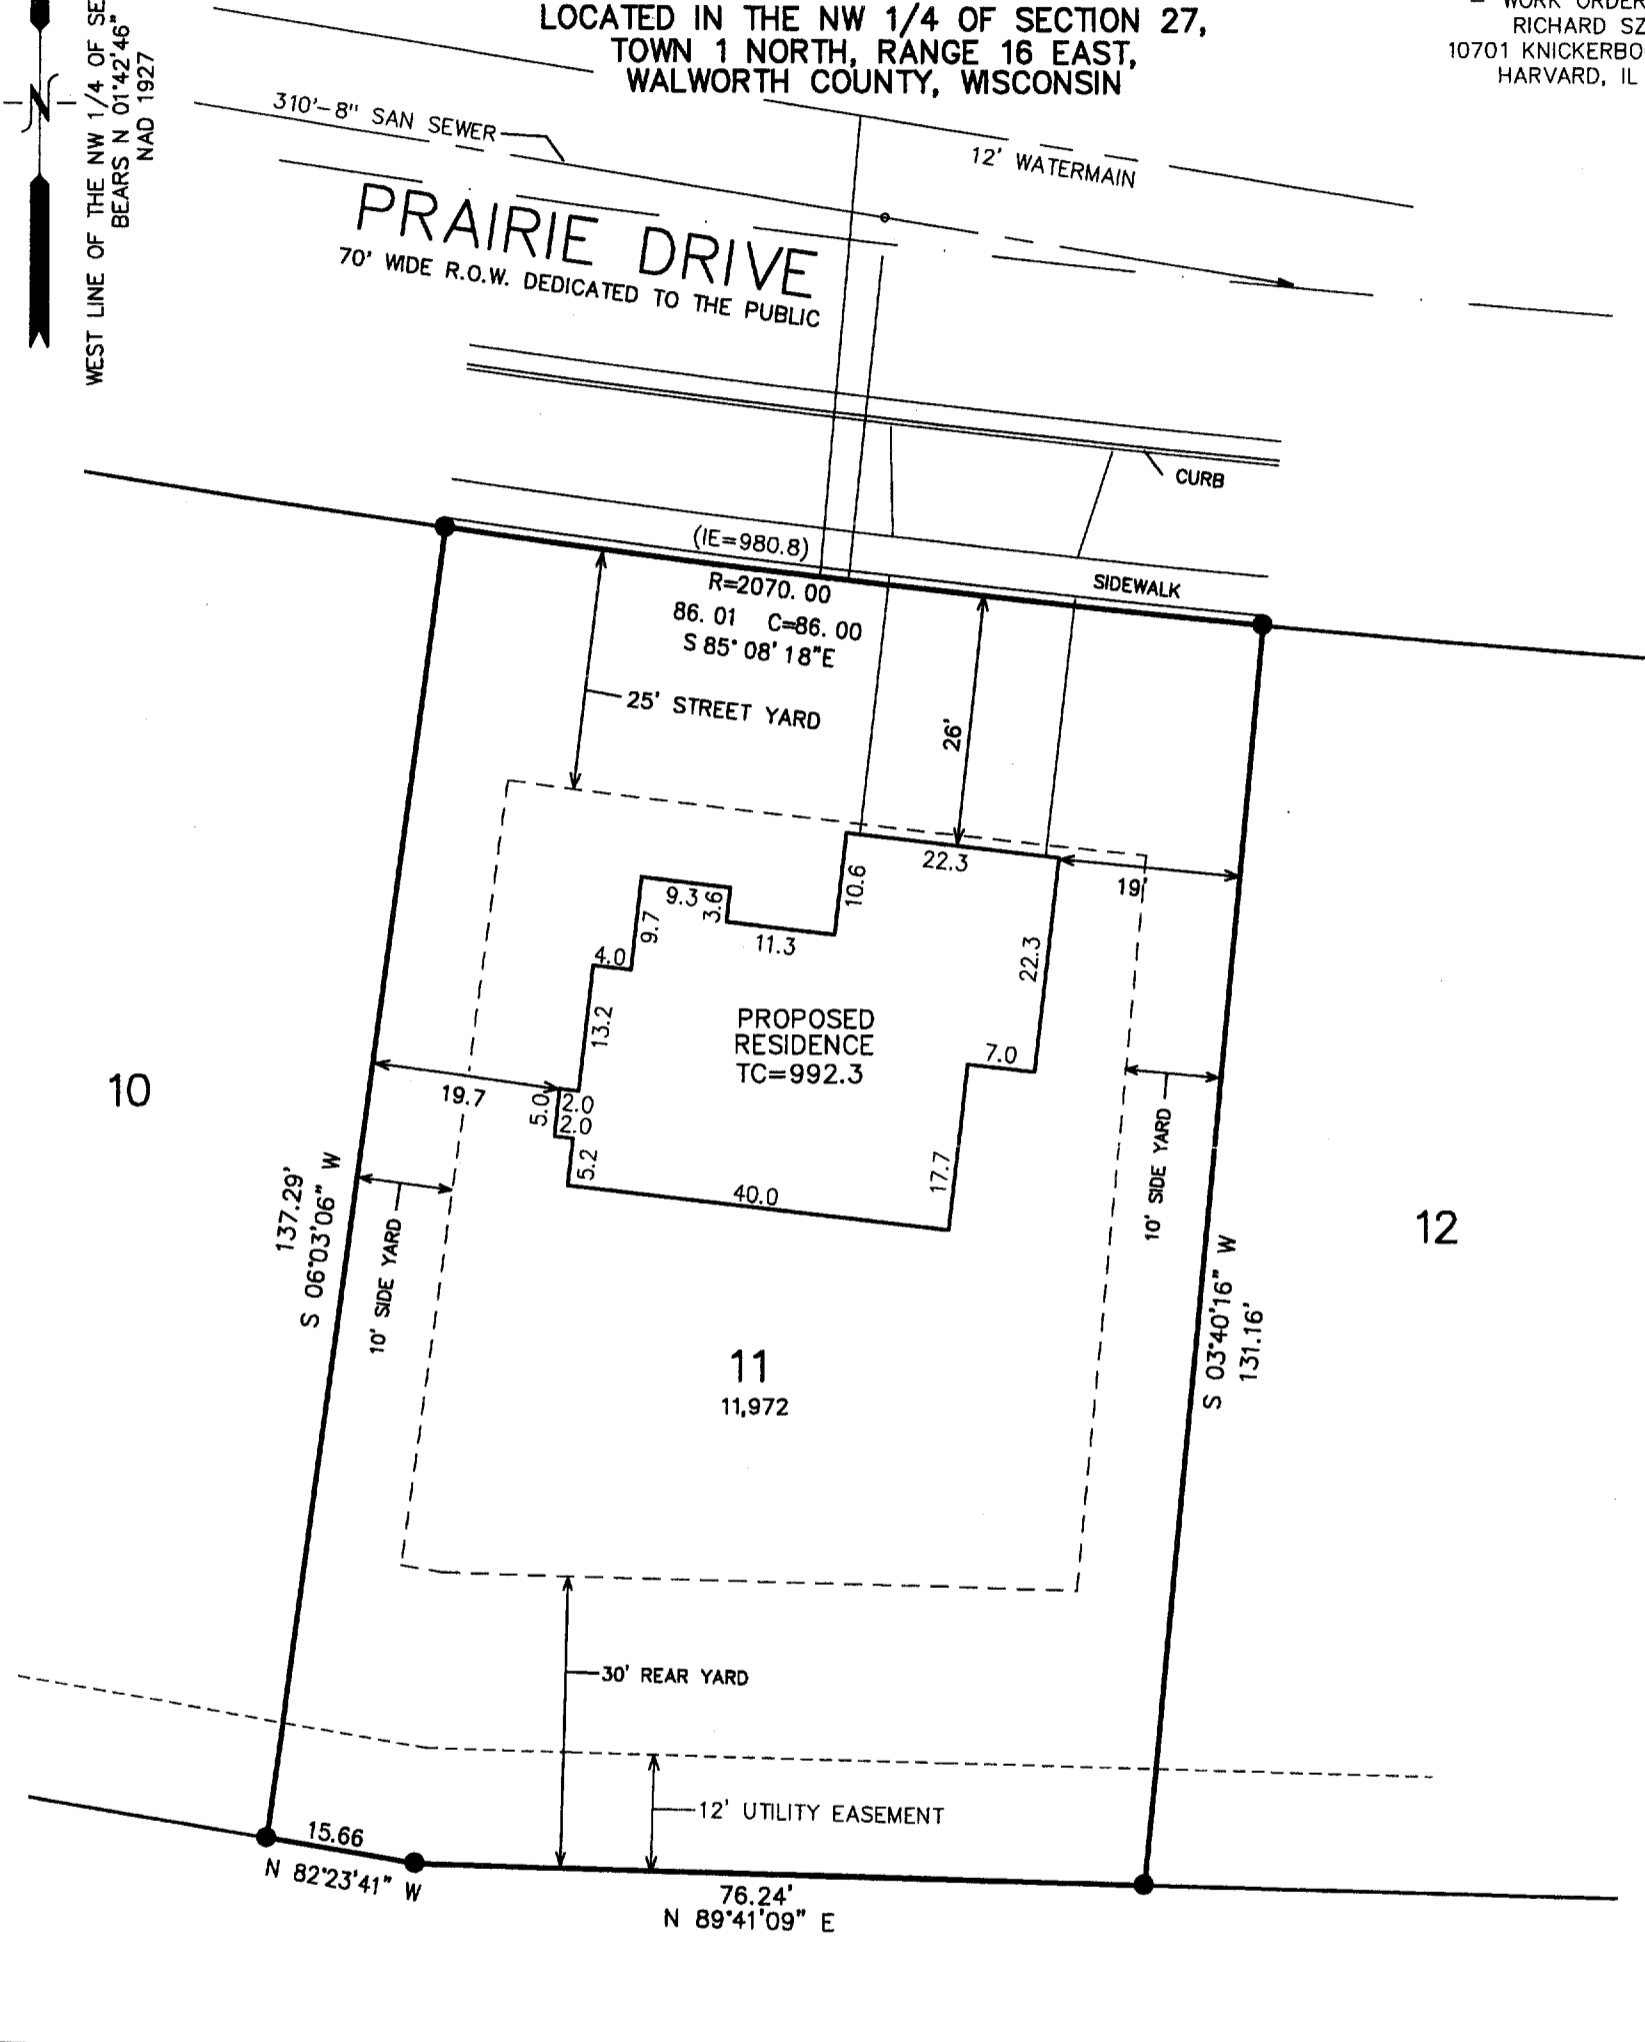 LOCATED IN THE NW 1/4 OF SECTION 27,
TOWN 1 NORTH, RANGE 16 EAST,
WALWORTH COUNTY, WISCONSIN
WORK ORDER
RICHARD SZ
10701 KNICKERBO
HARVARD, IL
N
WEST LINE OF THE NW 1/4 OF SE
BEARS N 01°42'46"
NAD 1927
310'-8" SAN SEWER
12' WATERMAIN
PRAIRIE DRIVE
70' WIDE R.O.W. DEDICATED TO THE PUBLIC
CURB
(IE=980.8)
SIDEWALK
R=2070.00
86.01 C=86.00
S 85°08'18"E
25' STREET YARD
26'
22.3
19'
10.6
9.3
3.6
9.7
11.3
4.0
22.3
13.2
PROPOSED
RESIDENCE
TC=992.3
7.0
10
19.7
5.0
2.0
2.0
5.2
17.7
40.0
10' SIDE YARD
137.29'
S 06°03'06" W
10' SIDE YARD
12
S 03°40'16" W
131.16'
11
11,972
30' REAR YARD
12' UTILITY EASEMENT
15.66
N 82°23'41" W
76.24'
N 89°41'09" E